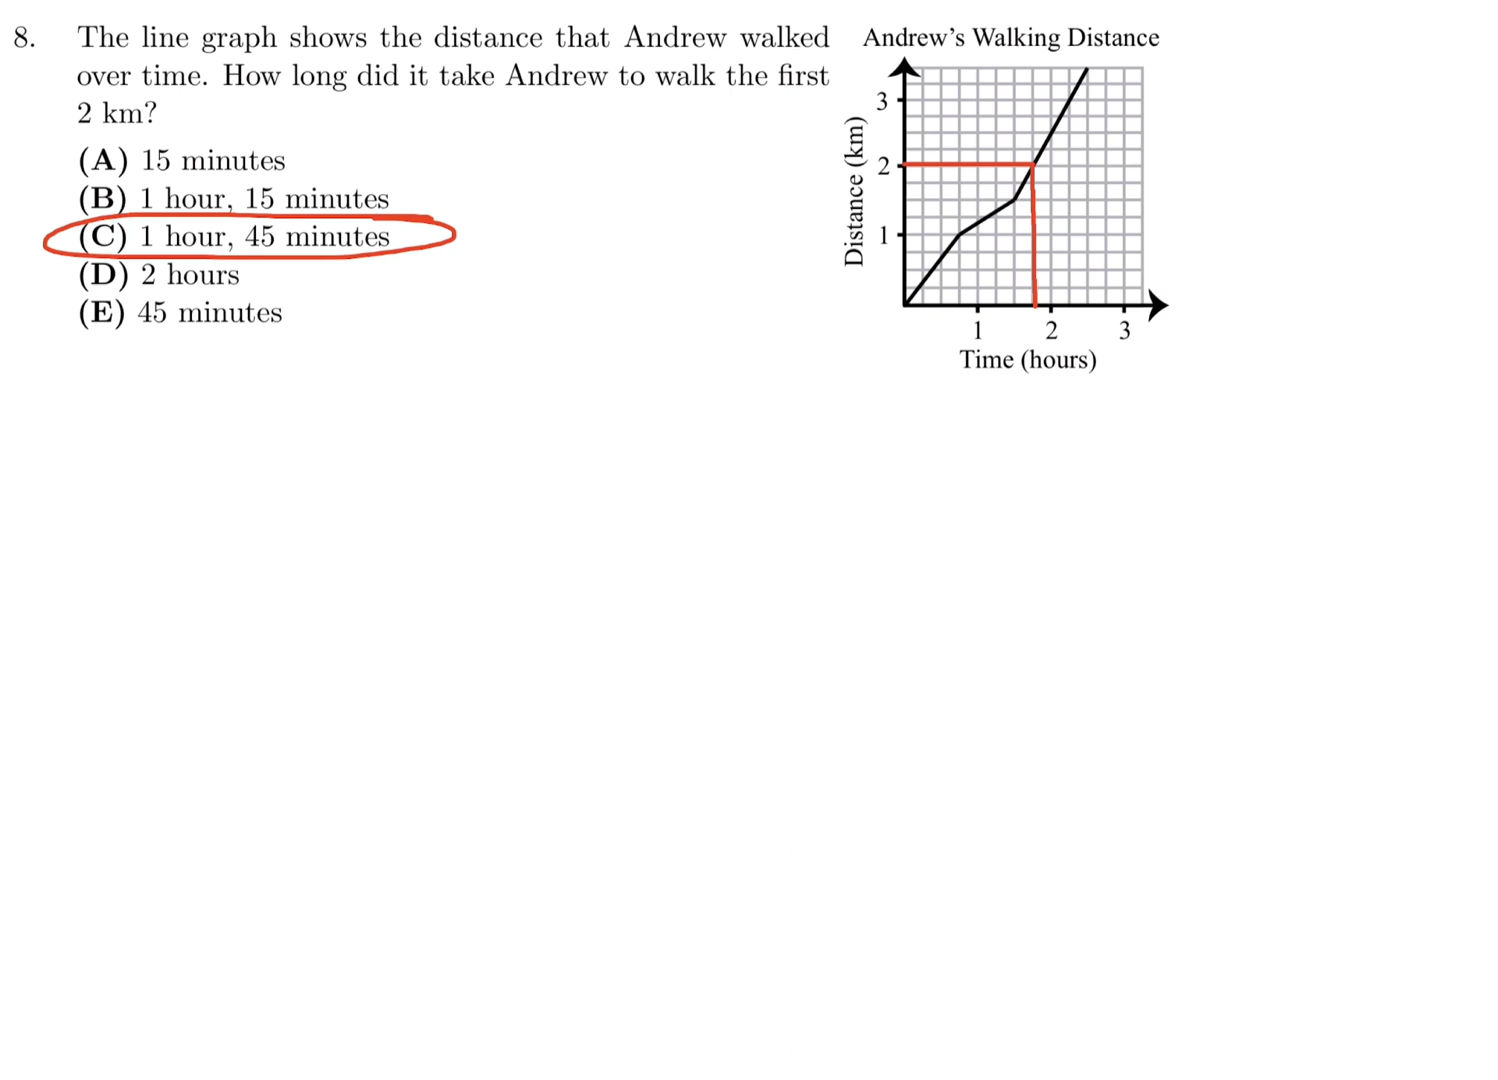 8. The line graph shows the distance that Andrew walked
over time. How long did it take Andrew to walk the first
2 km?
(A) 15 minutes
(B) 1 hour, 15 minutes
(C) 1 hour, 45 minutes
(D) 2 hours
(E) 45 minutes
Andrew's Walking Distance
3
2
1
Distance (km)
1 2 3
Time (hours)